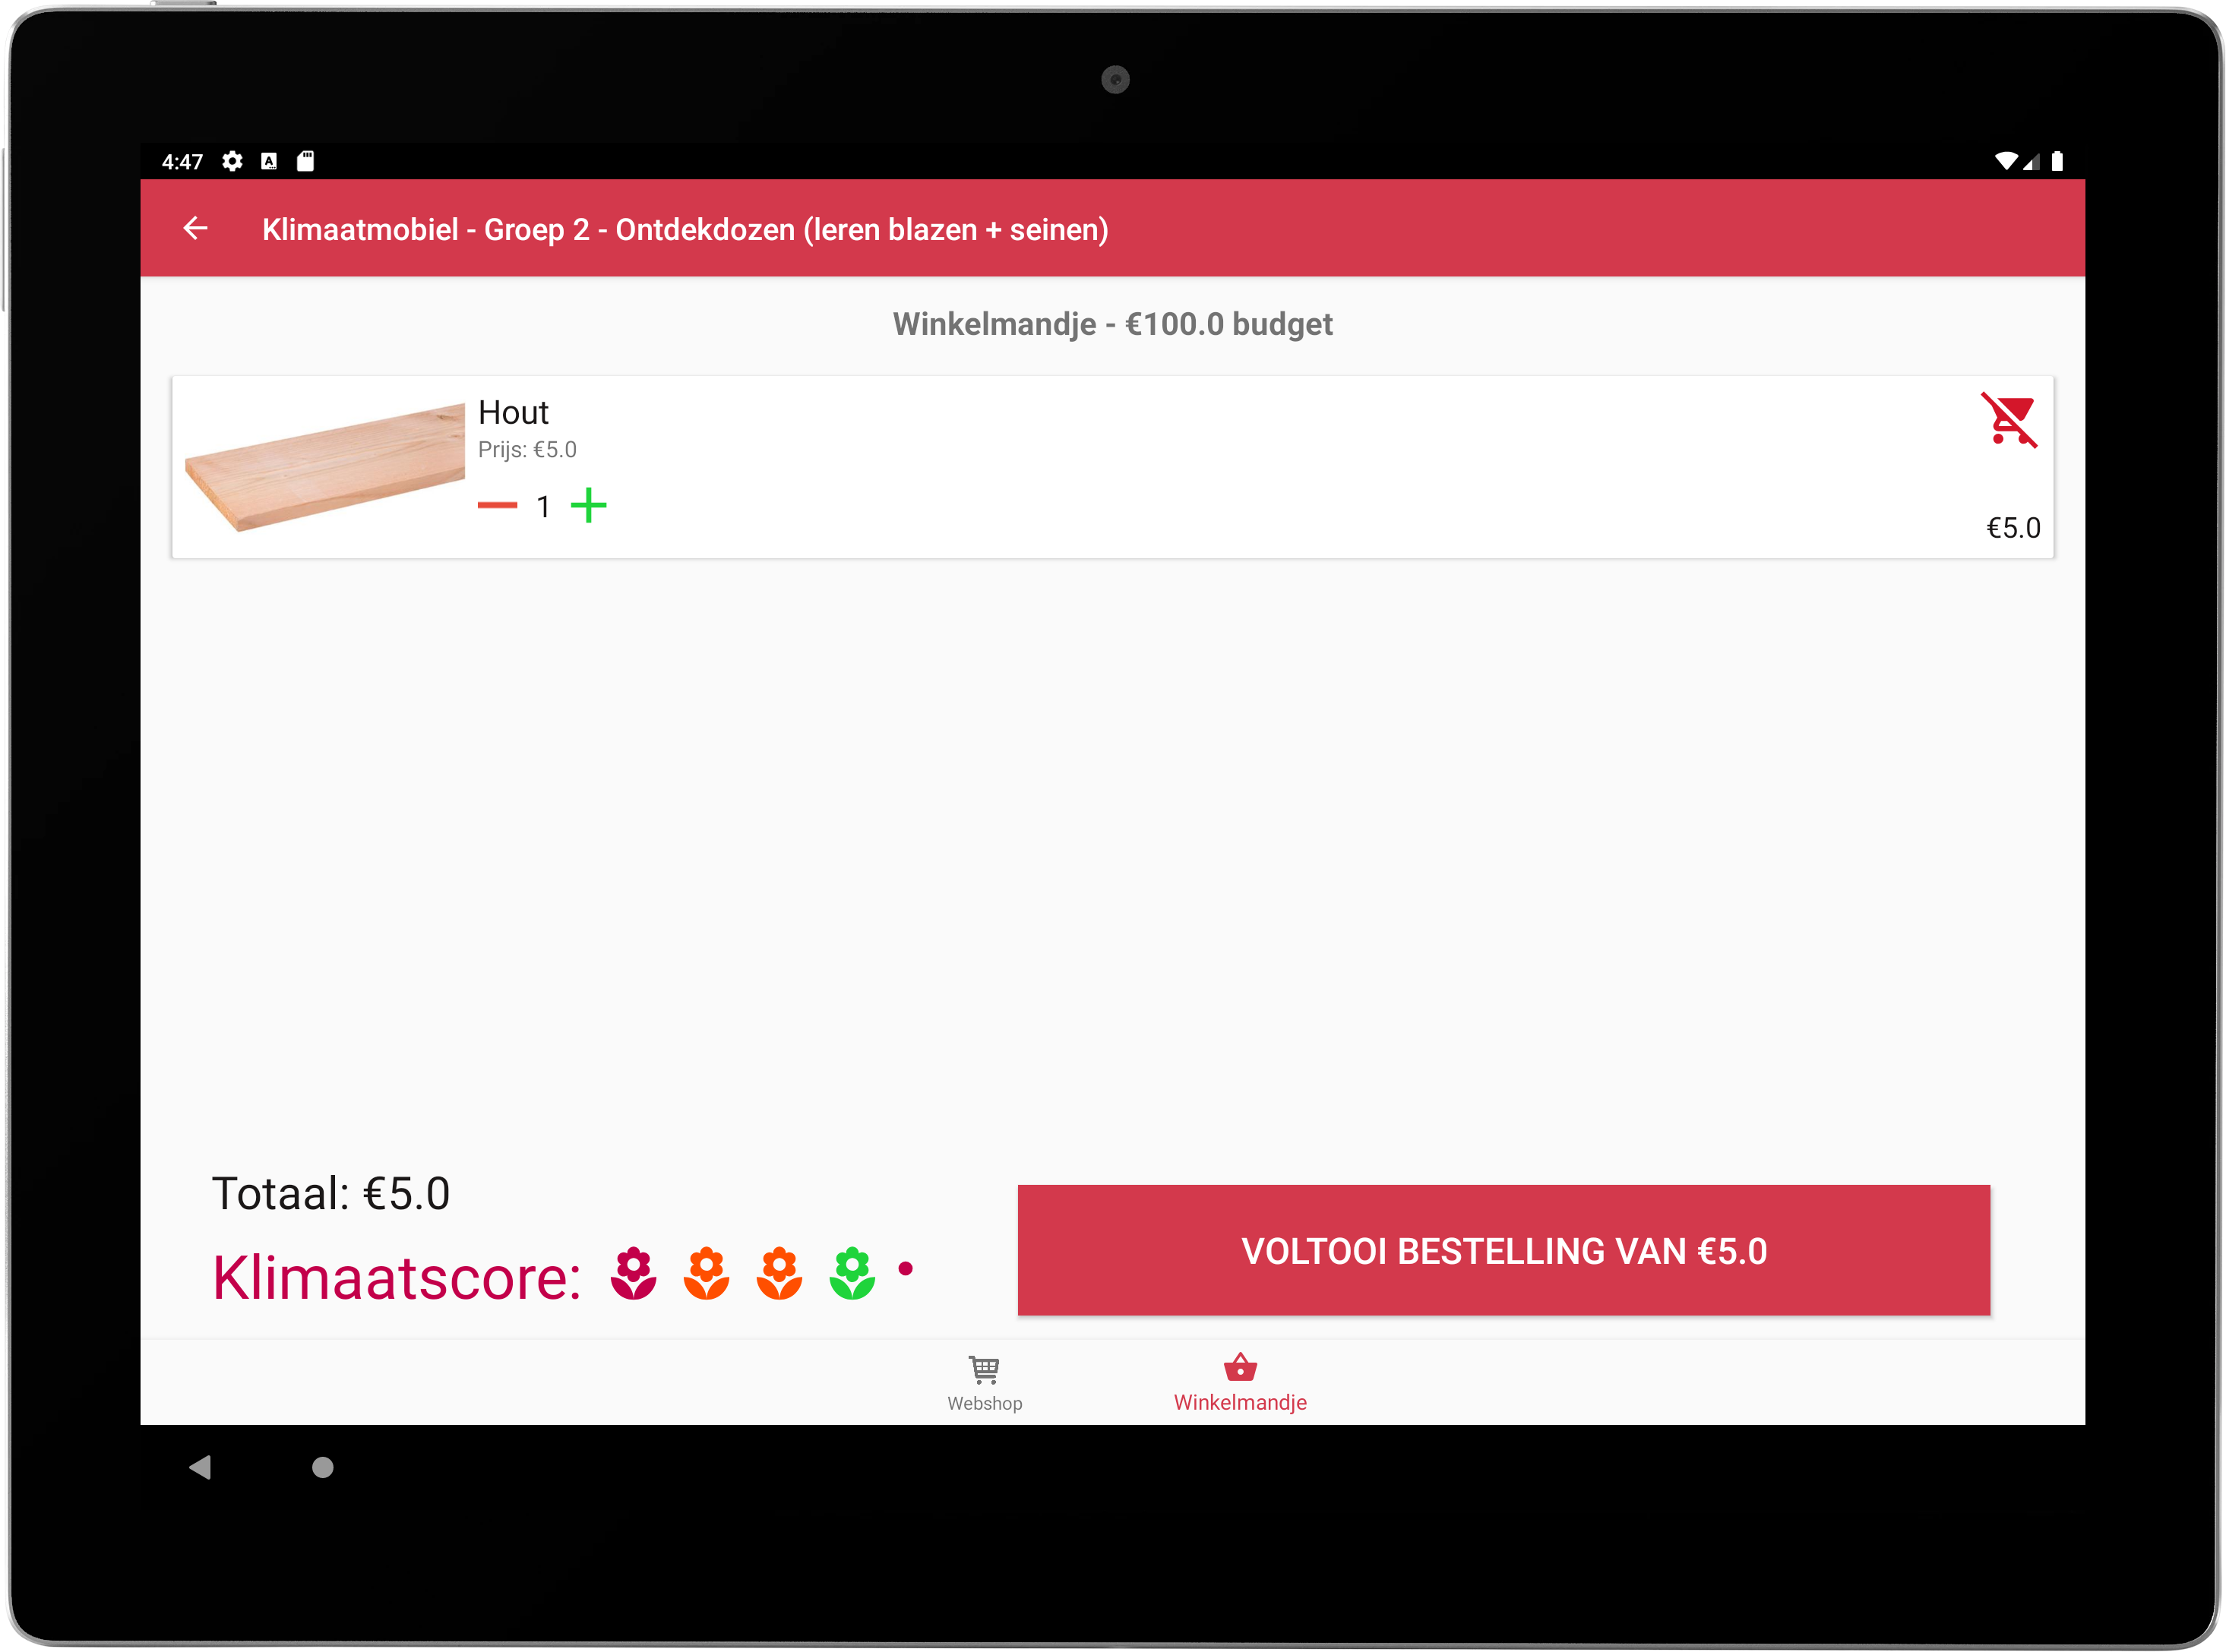 4:47
Klimaatmobiel - Groep 2 - Ontdekdozen (leren blazen + seinen)
Winkelmandje - €100.0 budget
Hout
Prijs: €5.0
1
€5.0
Totaal: €5.0
Klimaatscore:
VOLTOOI BESTELLING VAN €5.0
Webshop
Winkelmandje